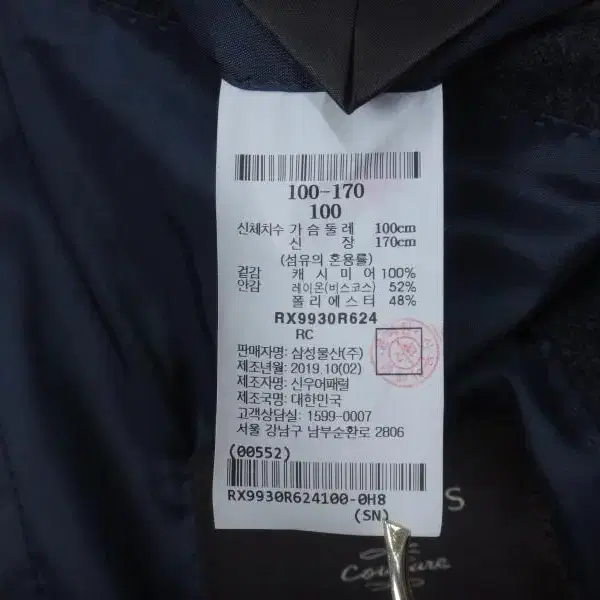 100-170
100
신체치수 가 슴 둘 레 100cm
신 장 170cm
(섬유의 혼용률)
겉감 캐 시 미 어 100%
안감 레이온(비스코스) 52%
폴 리 에 스 터 48%
RX9930R624
RC
판매자명: 삼성물산(주)
제조년월: 2019.10(02)
제조자명: 신우어패럴
제조국명: 대한민국
고객상담실: 1599-0007
서울 강남구 남부순환로 2806
(00552)
RX9930R624100-0H8
(SN)
S
Couture